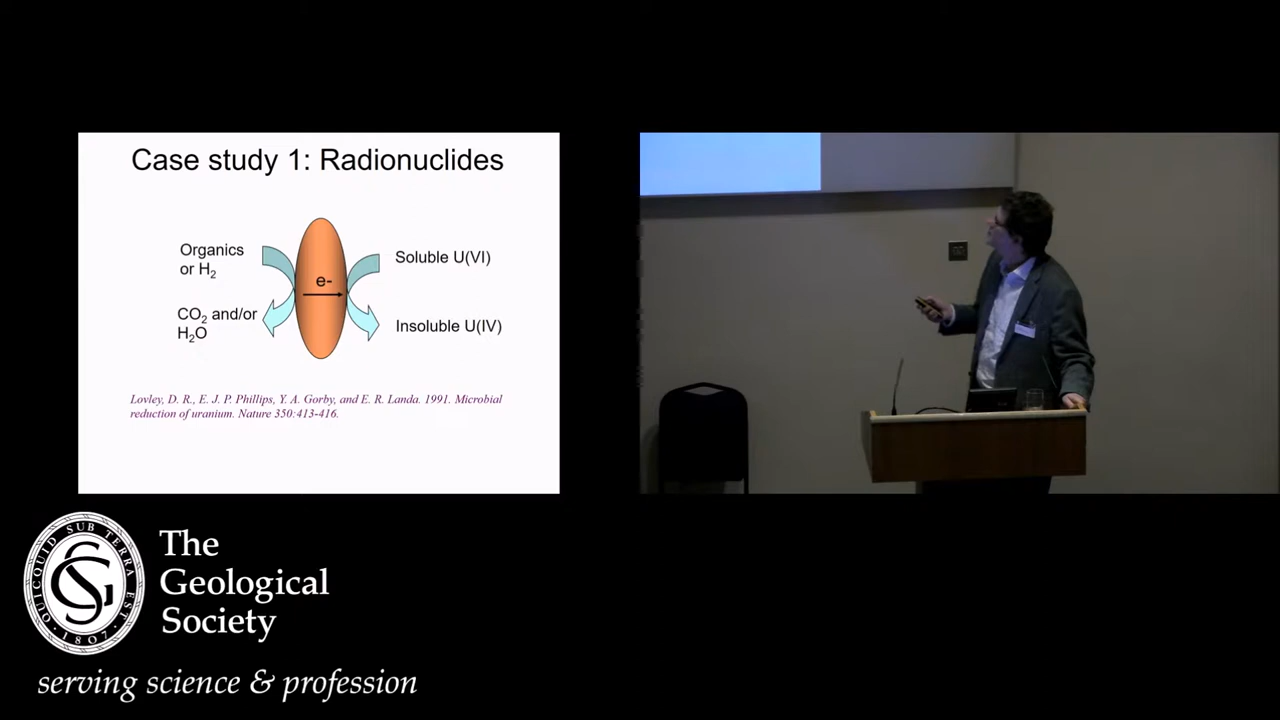 Case study 1: Radionuclides
Organics
or H₂
e-
Soluble U(VI)
CO₂ and/or
H₂O
Insoluble U(IV)
Lovley, D. R., E. J. P. Phillips, Y. A. Gorby, and E. R. Landa. 1991. Microbial
reduction of uranium. Nature 350:413-416.
QUICQUID SUB TERRA EST
1807
GS
The
Geological
Society
serving science & profession